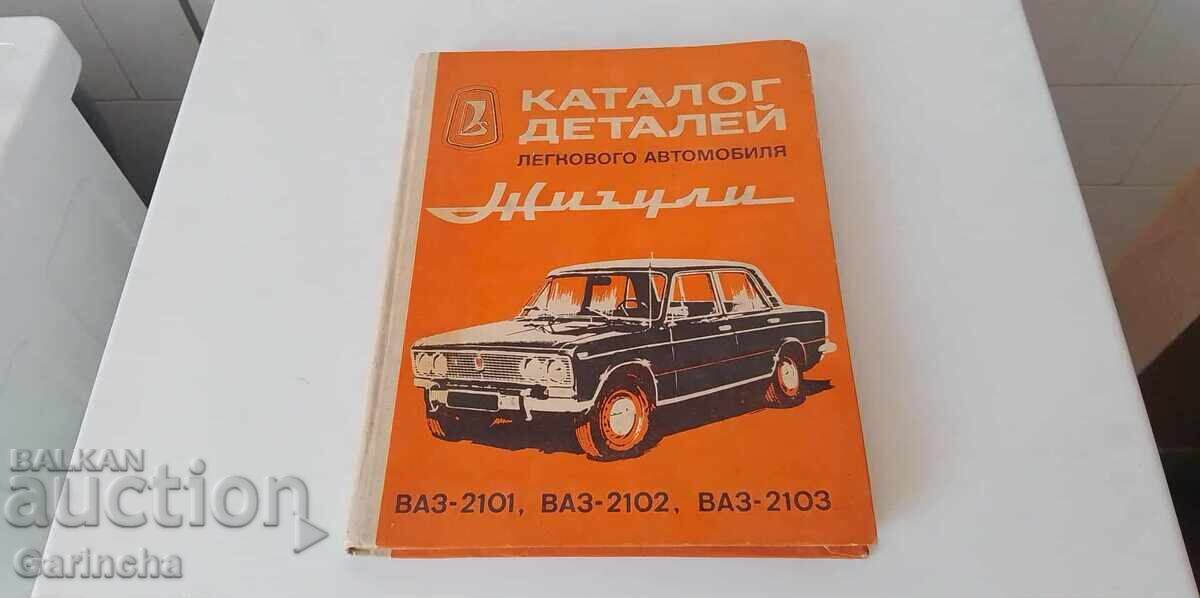 КАТАЛОГ
ДЕТАЛЕЙ
ЛЕГКОВОГО АВТОМОБИЛЯ
Жигули
ВАЗ-2101, ВАЗ-2102, ВАЗ-2103
BALKAN
auction
Garincha